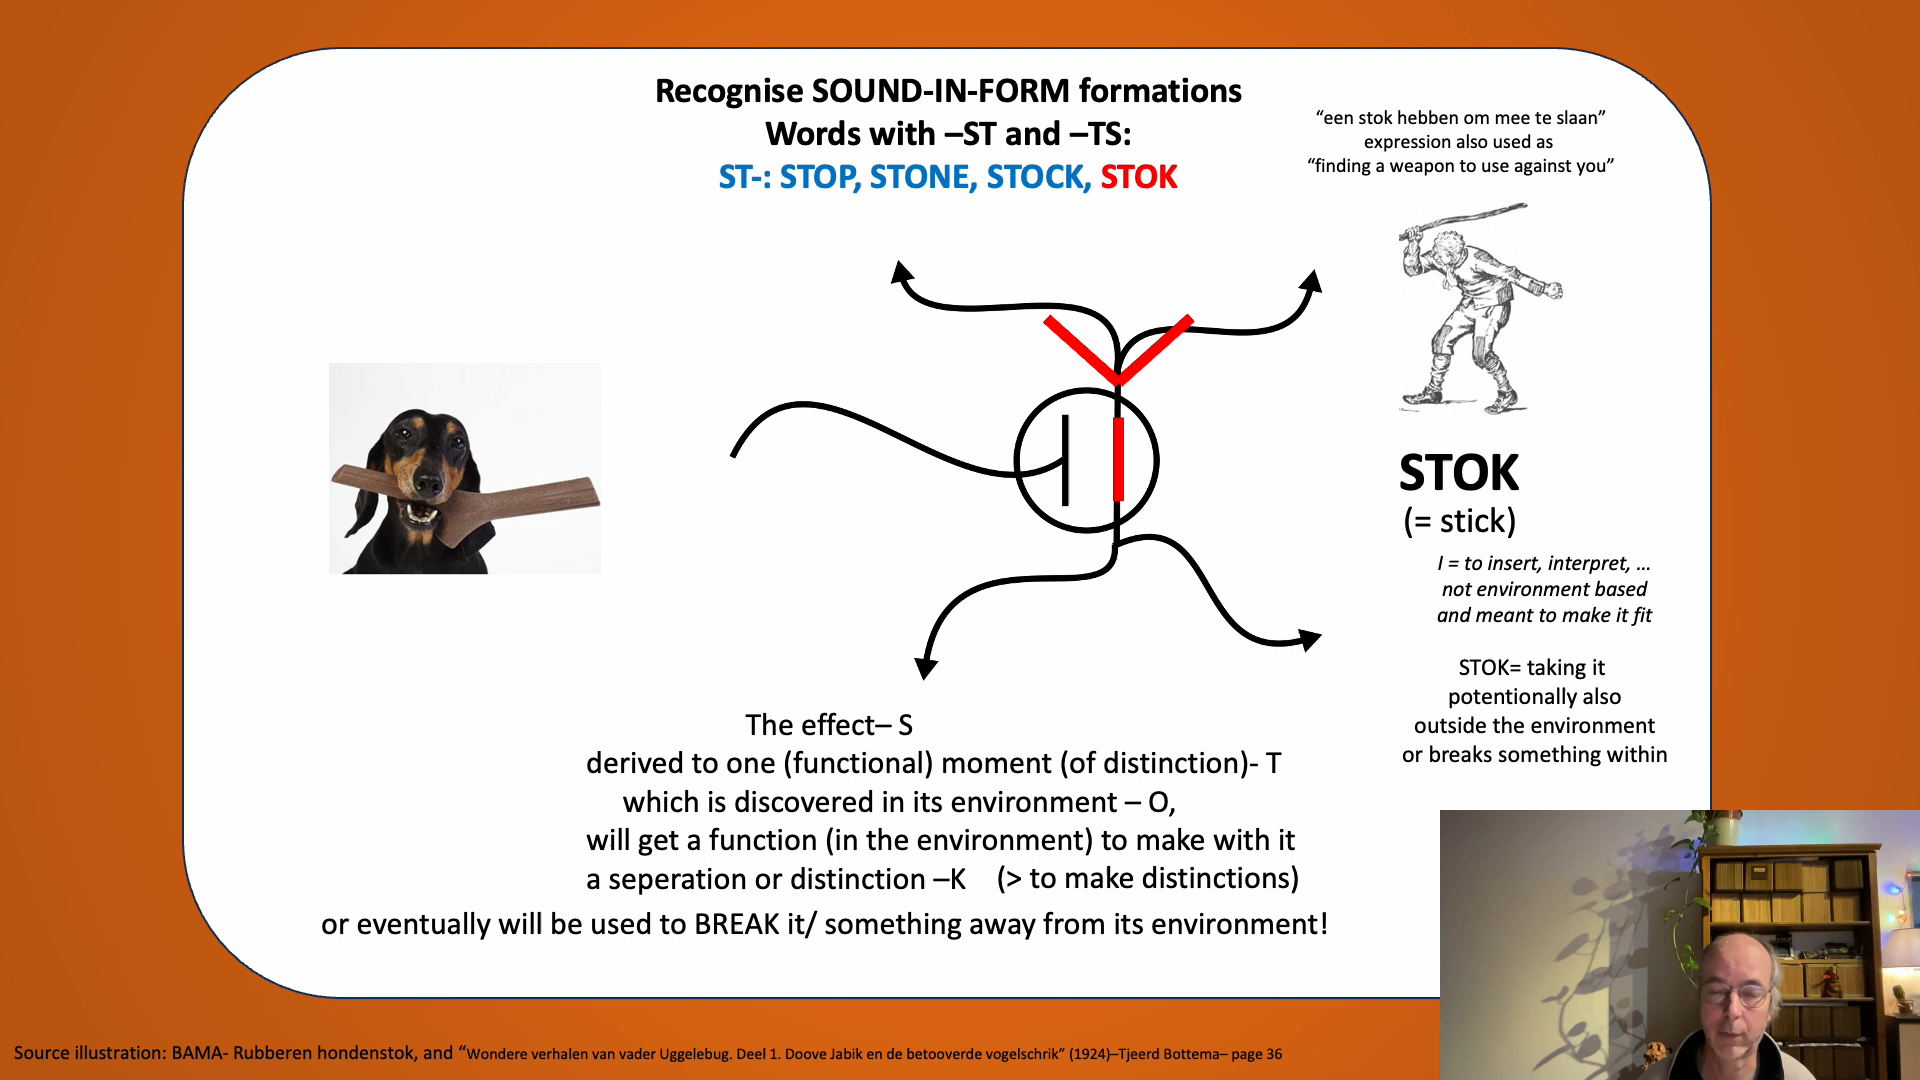 Recognise SOUND-IN-FORM formations
Words with –ST and –TS:
ST-: STOP, STONE, STOCK, STOK
“een stok hebben om mee te slaan”
expression also used as
“finding a weapon to use against you”
STOK
(= stick)
I = to insert, interpret, ...
not environment based
and meant to make it fit
STOK= taking it
potentionally also
outside the environment
or breaks something within
The effect– S
derived to one (functional) moment (of distinction)- T
which is discovered in its environment – O,
will get a function (in the environment) to make with it
a seperation or distinction –K (> to make distinctions)
or eventually will be used to BREAK it/ something away from its environment!
Source illustration: BAMA- Rubberen hondenstok, and “Wondere verhalen van vader Uggelebug. Deel 1. Doove Jabik en de betooverde vogelschrik” (1924)–Tjeerd Bottema– page 36